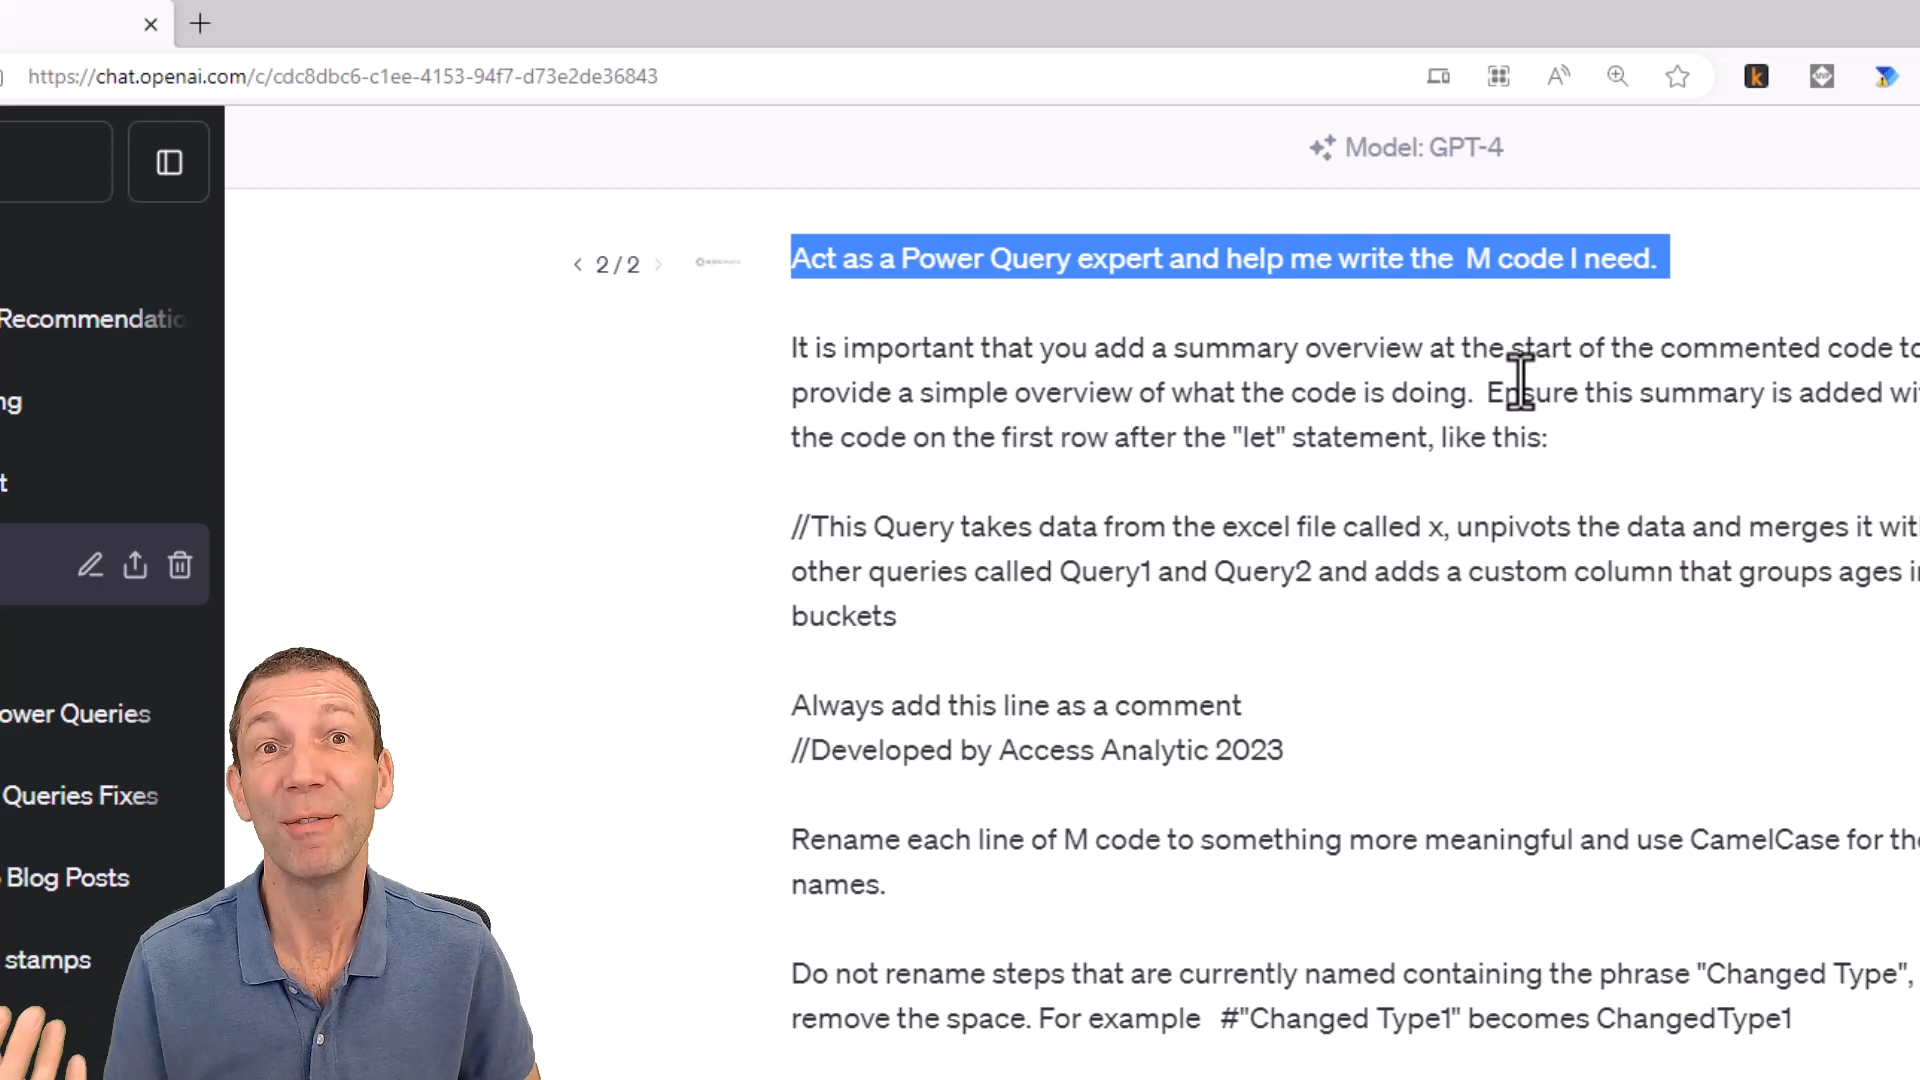 https://chat.openai.com/c/cdc8dbc6-c1ee-4153-94f7-d73e2de36843
k
MVP
Model: GPT-4
2 / 2
Act as a Power Query expert and help me write the  M code I need.
It is important that you add a summary overview at the start of the commented code to
provide a simple overview of what the code is doing.  Ensure this summary is added wi
the code on the first row after the "let" statement, like this:
//This Query takes data from the excel file called x, unpivots the data and merges it wit
other queries called Query1 and Query2 and adds a custom column that groups ages i
buckets
Always add this line as a comment
//Developed by Access Analytic 2023
Rename each line of M code to something more meaningful and use CamelCase for the
names.
Do not rename steps that are currently named containing the phrase "Changed Type",
remove the space. For example  #"Changed Type1" becomes ChangedType1
Recommendatio
ng
t
ower Queries
Queries Fixes
Blog Posts
stamps